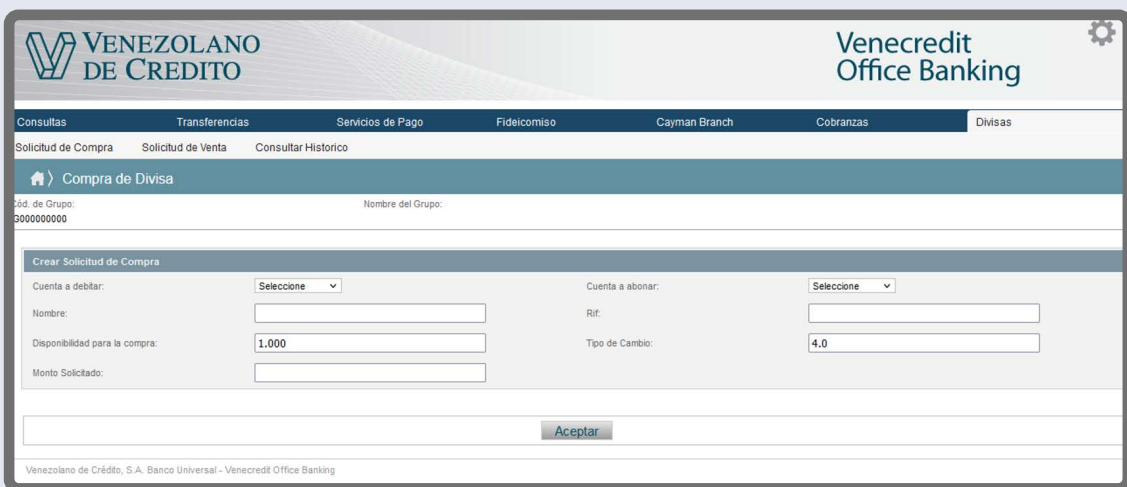 VENEZOLANO
DE CREDITO
Venecredit
Office Banking
Consultas Transferencias Servicios de Pago Fideicomiso Cayman Branch Cobranzas Divisas
Solicitud de Compra Solicitud de Venta Consultar Historico
Compra de Divisa
Cód. de Grupo: Nombre del Grupo:
G000000000
Crear Solicitud de Compra
Cuenta a debitar: Seleccione Cuenta a abonar: Seleccione
Nombre: Rif:
Disponibilidad para la compra: 1.000 Tipo de Cambio: 4.0
Monto Solicitado:
Aceptar
Venezolano de Crédito, S.A. Banco Universal - Venecredit Office Banking